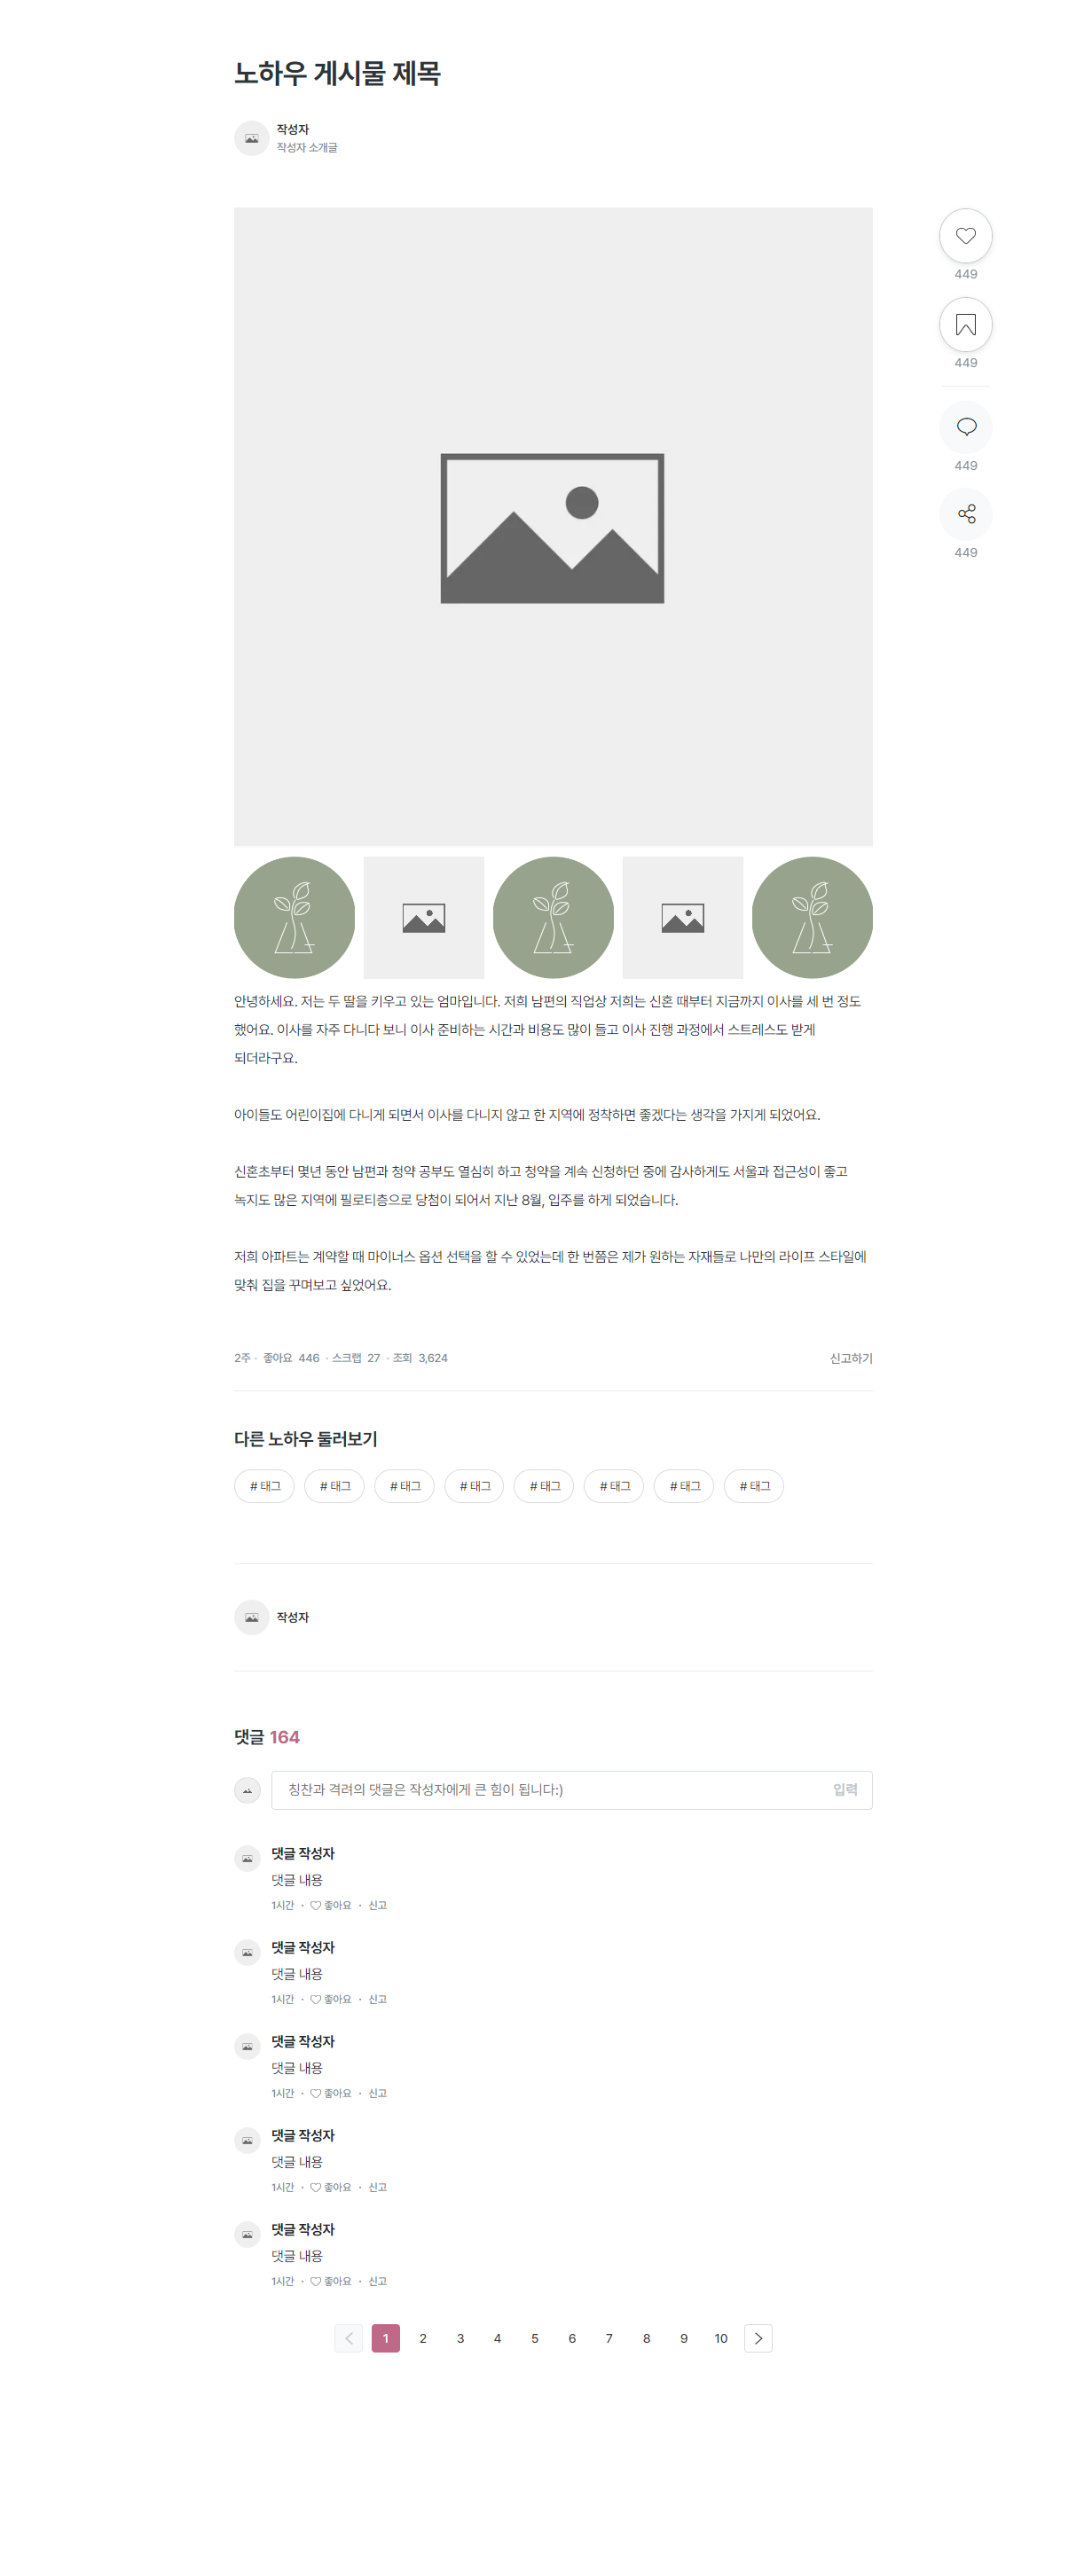 노하우 게시물 제목
작성자
작성자 소개글
449
449
449
449
안녕하세요. 저는 두 딸을 키우고 있는 엄마입니다. 저희 남편의 직업상 저희는 신혼 때부터 지금까지 이사를 세 번 정도
했어요. 이사를 자주 다니다 보니 이사 준비하는 시간과 비용도 많이 들고 이사 진행 과정에서 스트레스도 받게
되더라구요.
아이들도 어린이집에 다니게 되면서 이사를 다니지 않고 한 지역에 정착하면 좋겠다는 생각을 가지게 되었어요.
신혼초부터 몇년 동안 남편과 청약 공부도 열심히 하고 청약을 계속 신청하던 중에 감사하게도 서울과 접근성이 좋고
녹지도 많은 지역에 필로티층으로 당첨이 되어서 지난 8월, 입주를 하게 되었습니다.
저희 아파트는 계약할 때 마이너스 옵션 선택을 할 수 있었는데 한 번쯤은 제가 원하는 자재들로 나만의 라이프 스타일에
맞춰 집을 꾸며보고 싶었어요.
2주 · 좋아요 446 · 스크랩 27 · 조회 3,624 신고하기
다른 노하우 둘러보기
# 태그 # 태그 # 태그 # 태그 # 태그 # 태그 # 태그 # 태그
작성자
댓글 164
칭찬과 격려의 댓글은 작성자에게 큰 힘이 됩니다:) 입력
댓글 작성자
댓글 내용
1시간 · 좋아요 · 신고
댓글 작성자
댓글 내용
1시간 · 좋아요 · 신고
댓글 작성자
댓글 내용
1시간 · 좋아요 · 신고
댓글 작성자
댓글 내용
1시간 · 좋아요 · 신고
댓글 작성자
댓글 내용
1시간 · 좋아요 · 신고
1 2 3 4 5 6 7 8 9 10